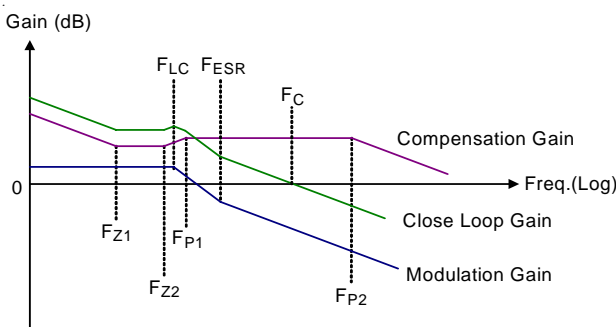 Gain (dB)
FLC
FESR
FC
Compensation Gain
0
Freq.(Log)
FZ1
FP1
Close Loop Gain
FZ2
FP2
Modulation Gain